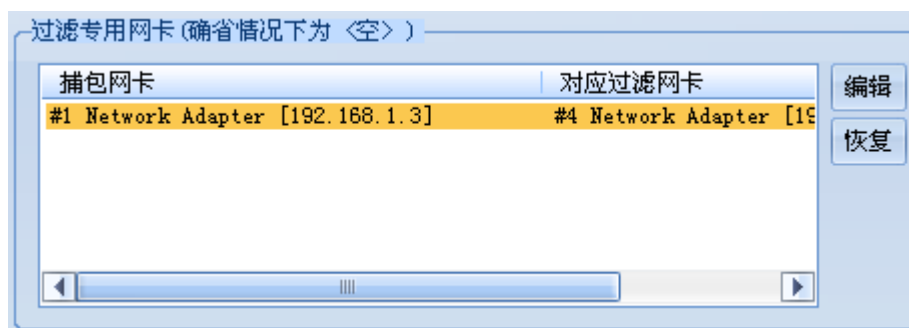 过滤专用网卡(确省情况下为 〈空〉)
捕包网卡 对应过滤网卡 编辑
#1 Network Adapter [192.168.1.3] #4 Network Adapter [19
恢复